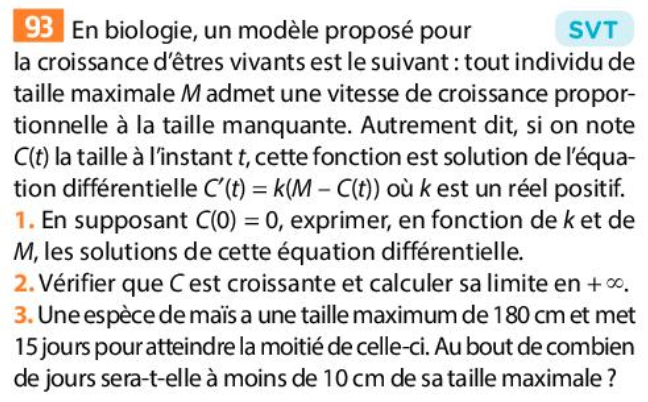 93 En biologie, un modèle proposé pour SVT
la croissance d'êtres vivants est le suivant : tout individu de
taille maximale M admet une vitesse de croissance propor-
tionnelle à la taille manquante. Autrement dit, si on note
C(t) la taille à l'instant t, cette fonction est solution de l'équa-
tion différentielle C′(t) = k(M – C(t)) où k est un réel positif.
1. En supposant C(0) = 0, exprimer, en fonction de k et de
M, les solutions de cette équation différentielle.
2. Vérifier que C est croissante et calculer sa limite en + ∞.
3. Une espèce de maïs a une taille maximum de 180 cm et met
15 jours pour atteindre la moitié de celle-ci. Au bout de combien
de jours sera-t-elle à moins de 10 cm de sa taille maximale ?